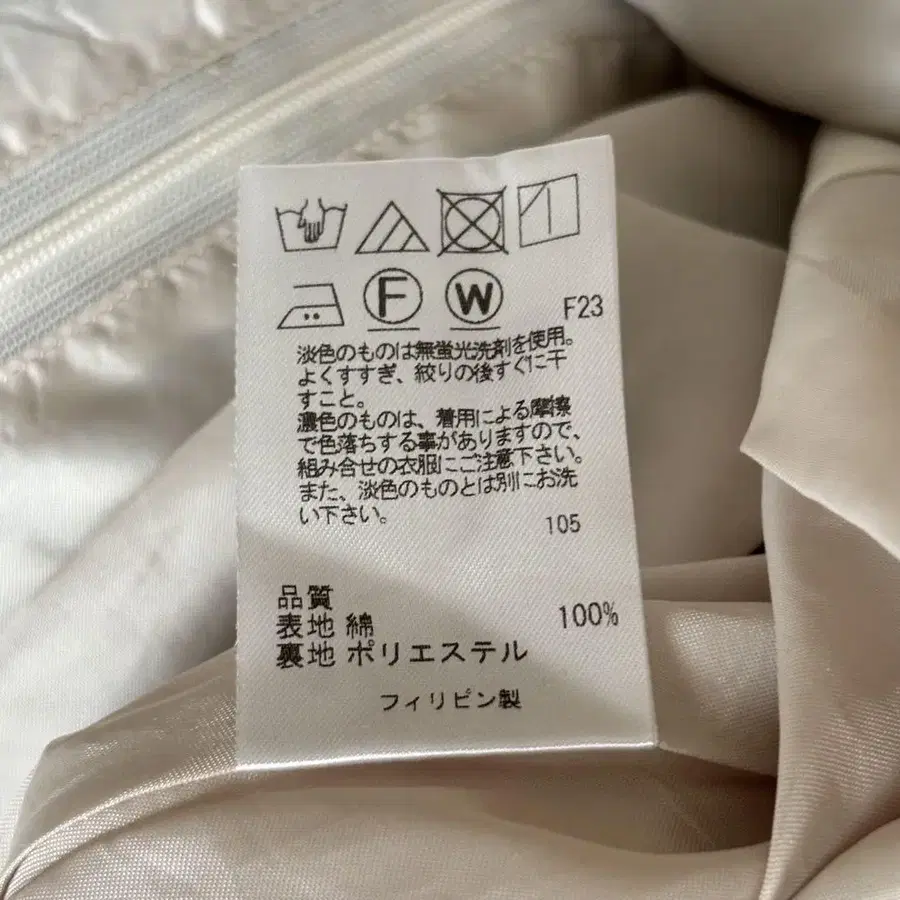 F W F23
淡色のものは無蛍光洗剤を使用。
よくすすぎ、絞りの後すぐに干
すこと。
濃色のものは、着用による摩擦
で色落ちする事がありますので、
組み合せの衣服にご注意下さい。
また、淡色のものとは別にお洗
い下さい。
105
品質
表地 綿 100%
裏地 ポリエステル
フィリピン製